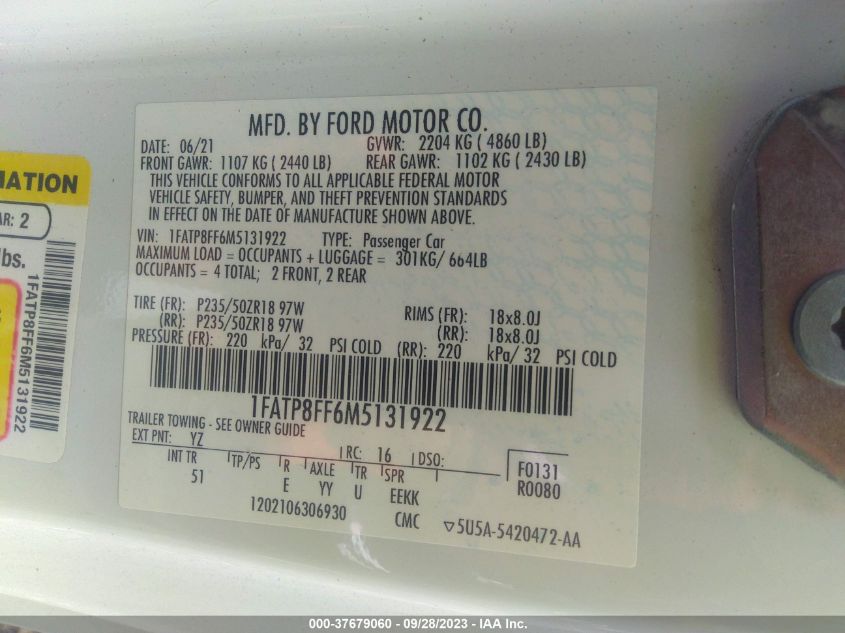 MFD. BY FORD MOTOR CO.
DATE: 06/21 GVWR: 2204 KG ( 4860 LB)
FRONT GAWR: 1107 KG ( 2440 LB) REAR GAWR: 1102 KG ( 2430 LB)
THIS VEHICLE CONFORMS TO ALL APPLICABLE FEDERAL MOTOR
VEHICLE SAFETY, BUMPER, AND THEFT PREVENTION STANDARDS
IN EFFECT ON THE DATE OF MANUFACTURE SHOWN ABOVE.
VIN: 1FATP8FF6M5131922 TYPE: Passenger Car
MAXIMUM LOAD = OCCUPANTS + LUGGAGE = 301KG/ 664LB
OCCUPANTS = 4 TOTAL; 2 FRONT, 2 REAR
TIRE (FR): P235/50ZR18 97W RIMS (FR): 18x8.0J
(RR): P235/50ZR18 97W (RR): 18x8.0J
PRESSURE (FR): 220 kPa/ 32 PSI COLD (RR): 220 kPa/ 32 PSI COLD
1FATP8FF6M5131922
TRAILER TOWING - SEE OWNER GUIDE
EXT PNT: YZ RC: 16 DSO: F0131
INT TR TP/PS R AXLE TR SPR R0080
51 E YY U EEKK
1202106306930 CMC ▽5U5A-5420472-AA
MATION
AR: 2
lbs.
1FATP8FF6M5131922
000-37679060 - 09/28/2023 - IAA Inc.